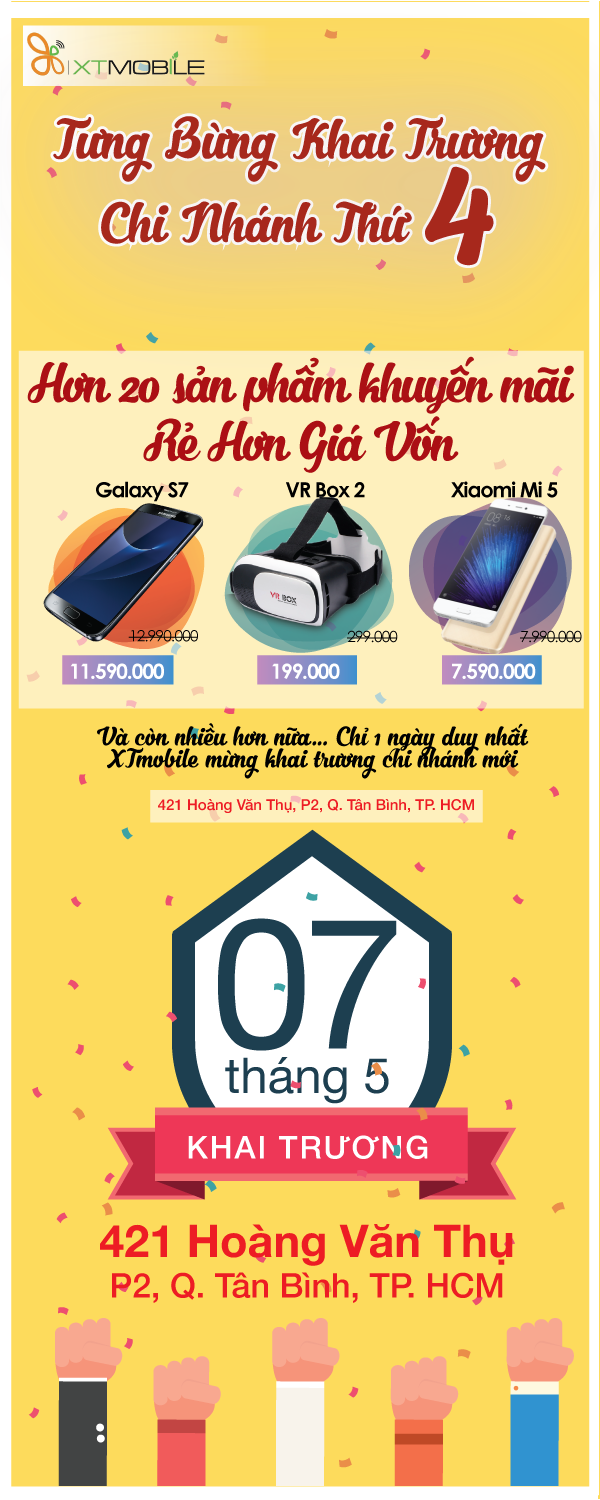 XTMOBILE
Tưng Bừng Khai Trương
Chi Nhánh Thứ 4
Hơn 20 sản phẩm khuyến mãi
Rẻ Hơn Giá Vốn
Galaxy S7 VR Box 2 Xiaomi Mi 5
SAMSUNG
08
VR BOX
12.990.000 299.000 7.990.000
11.590.000 199.000 7.590.000
Và còn nhiều hơn nữa... Chỉ 1 ngày duy nhất
XTmobile mừng khai trương chi nhánh mới
421 Hoàng Văn Thụ, P2, Q. Tân Bình, TP. HCM
07
tháng 5
KHAI TRƯƠNG
421 Hoàng Văn Thụ
P2, Q. Tân Bình, TP. HCM